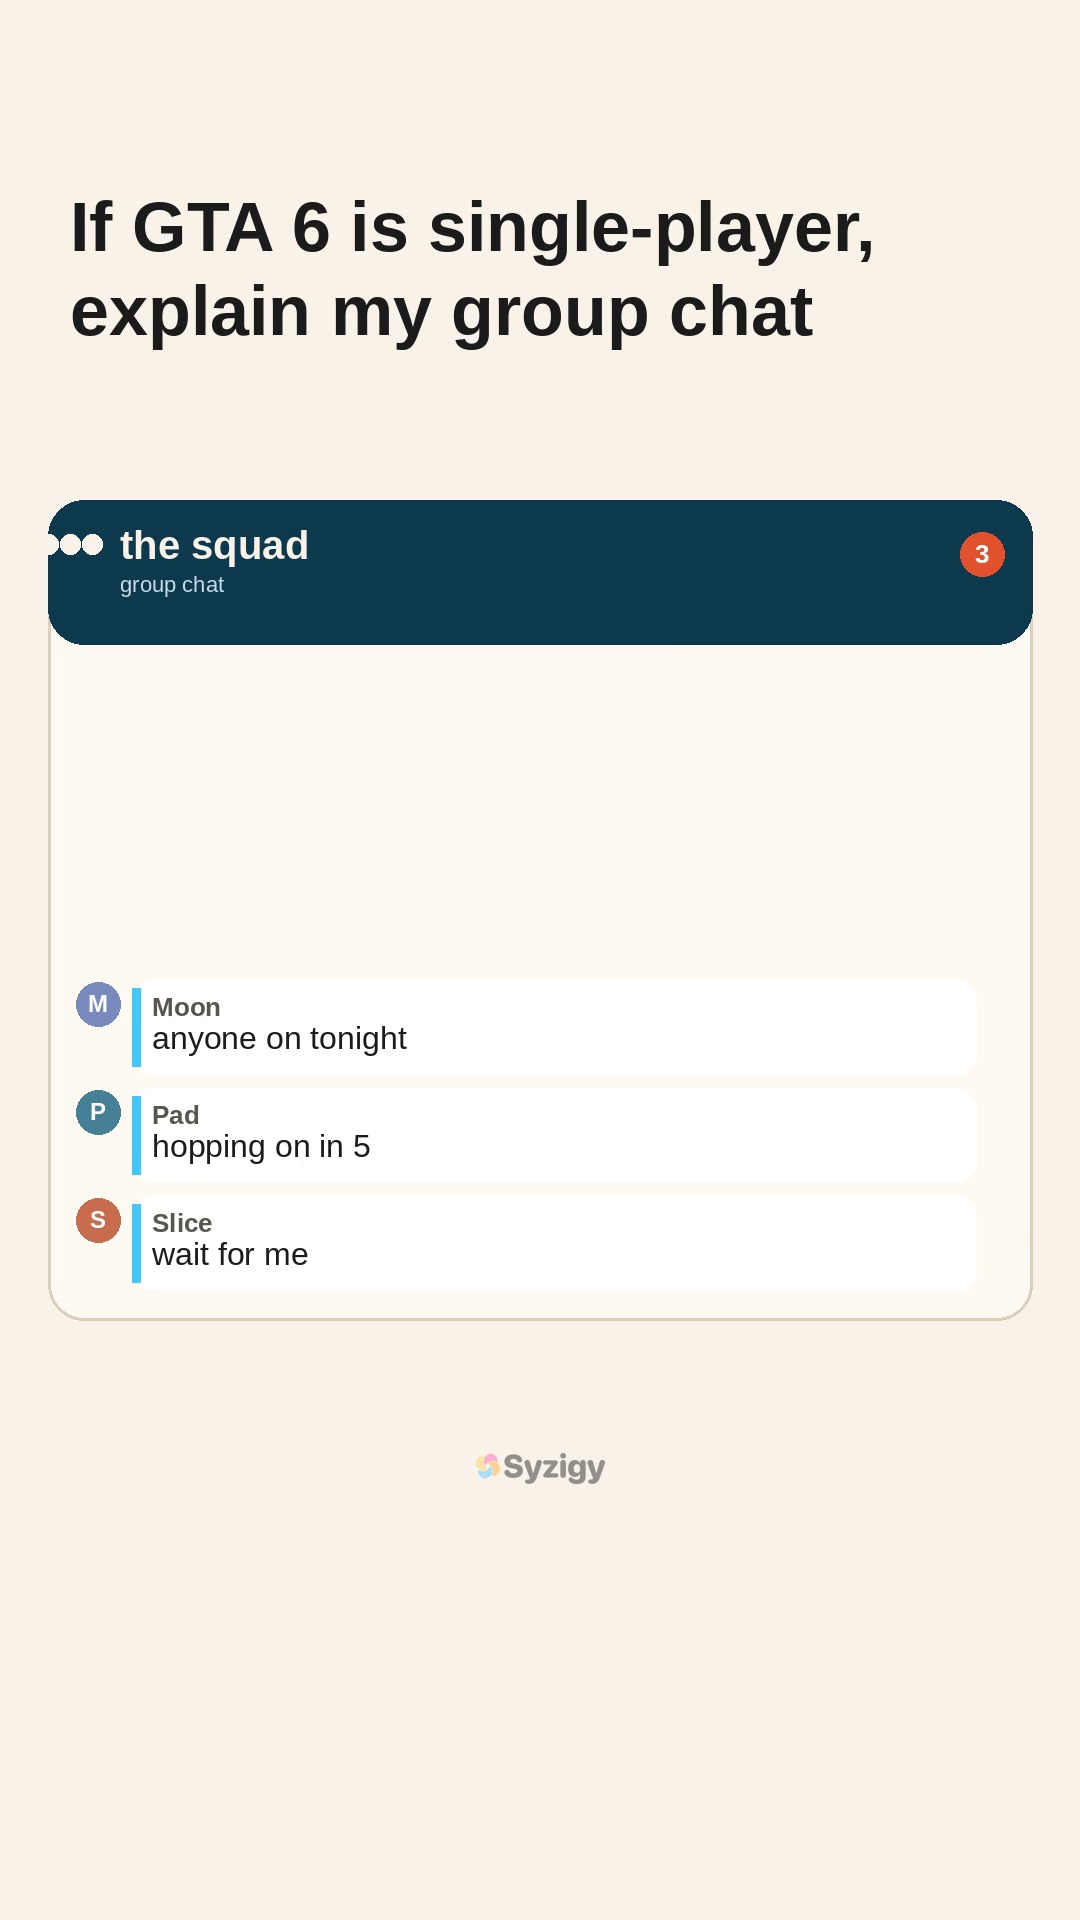 If GTA 6 is single-player,
explain my group chat
the squad
group chat
3
M
Moon
anyone on tonight
P
Pad
hopping on in 5
S
Slice
wait for me
Syzigy